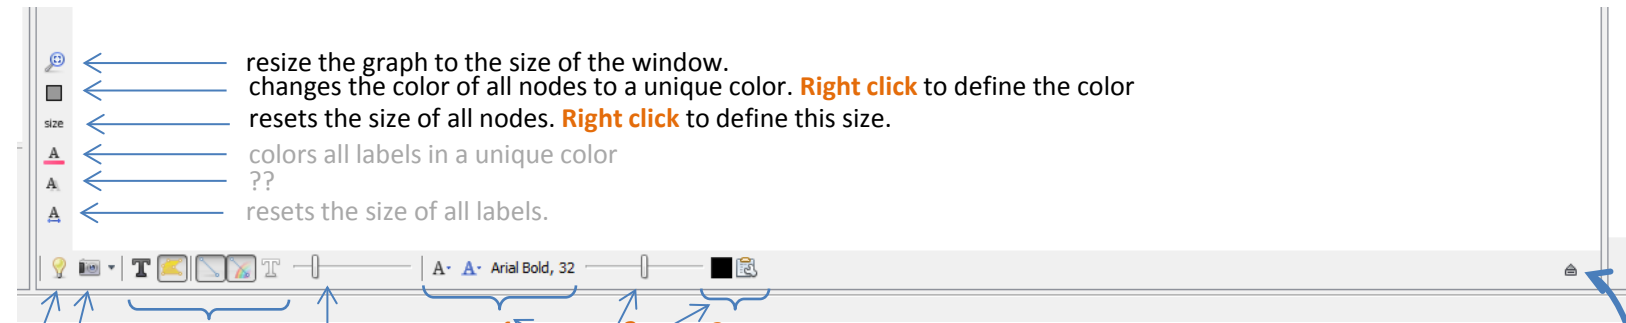 resize the graph to the size of the window.
changes the color of all nodes to a unique color. Right click to define the color
size resets the size of all nodes. Right click to define this size.
A colors all labels in a unique color
A ??
A resets the size of all labels.
T T A- A- Arial Bold, 32